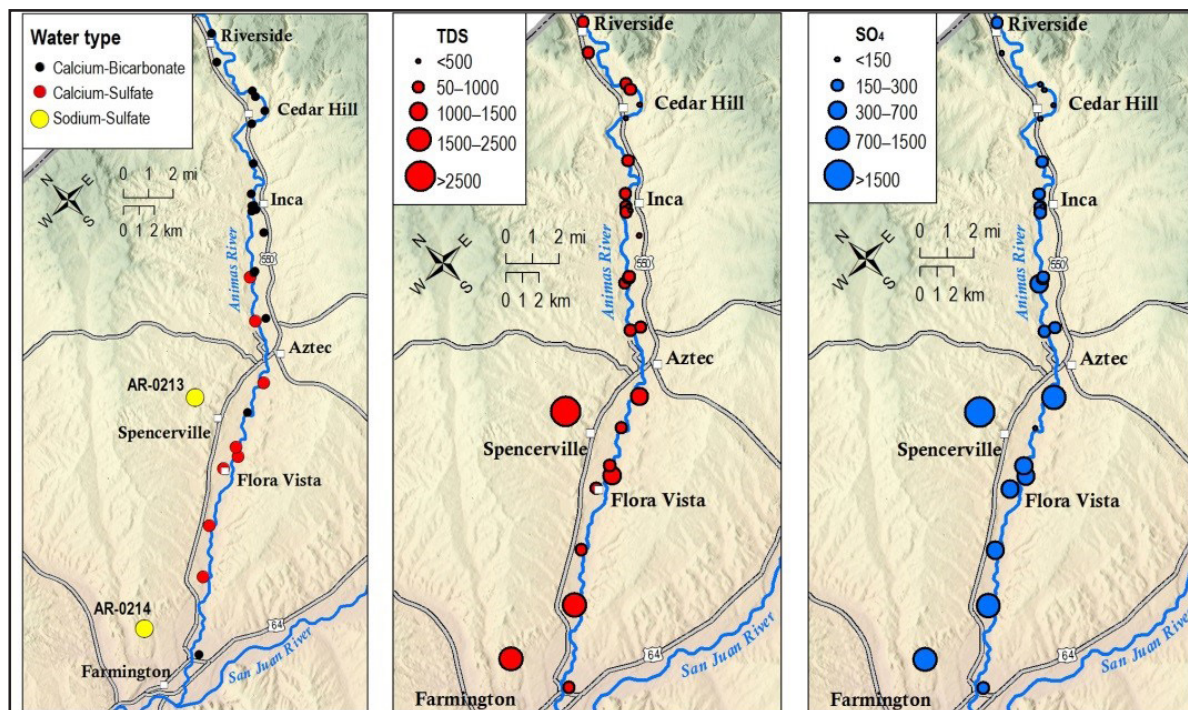 Water type
Calcium-Bicarbonate
Calcium-Sulfate
Sodium-Sulfate
Riverside
Cedar Hill
N
E
W
S
0 1 2 mi
0 1 2 km
Inca
Animas River
550
Aztec
AR-0213
Spencerville
Flora Vista
AR-0214
64
Farmington
San Juan River
TDS
<500
50–1000
1000–1500
1500–2500
>2500
Riverside
Cedar Hill
N
E
W
S
0 1 2 mi
0 1 2 km
Inca
Animas River
550
Aztec
Spencerville
Flora Vista
64
Farmington
San Juan River
SO₄
<150
150–300
300–700
700–1500
>1500
Riverside
Cedar Hill
N
E
W
S
0 1 2 mi
0 1 2 km
Inca
Animas River
550
Aztec
Spencerville
Flora Vista
64
Farmington
San Juan River